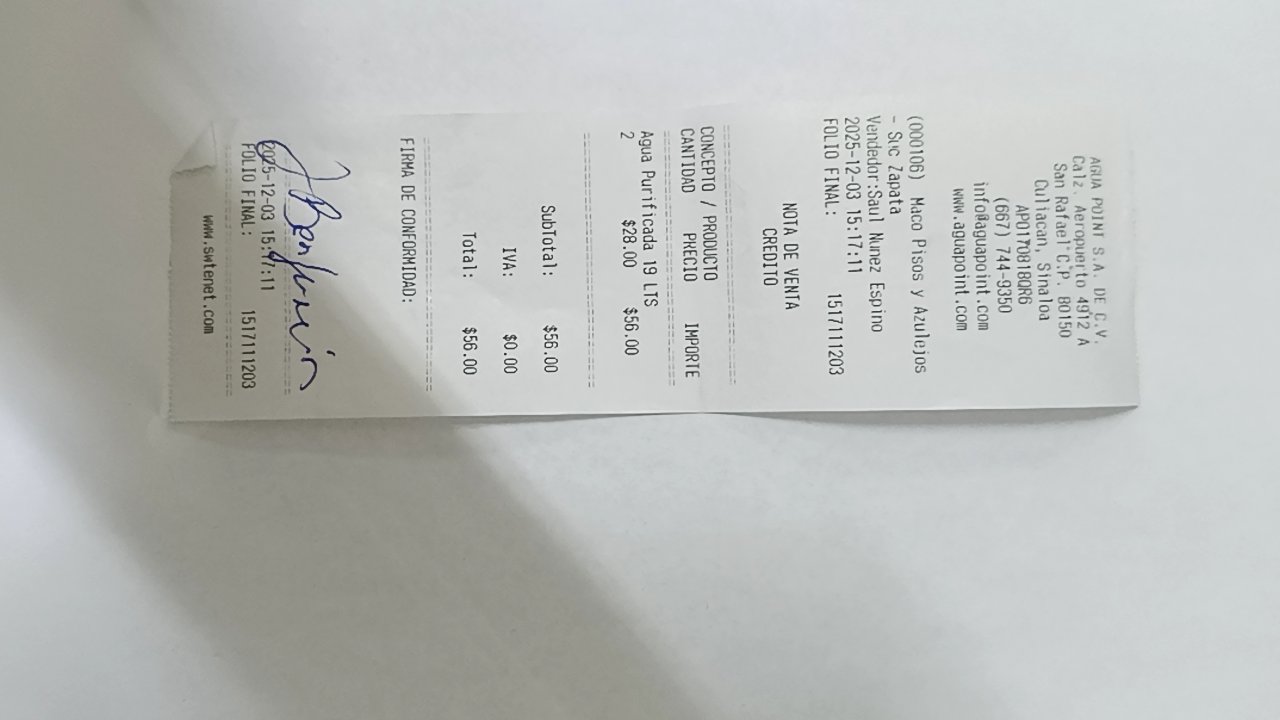 AGUA POINT S.A. DE C.V.
Calz. Aeropuerto 4912 A
San Rafael C.P. 80150
Culiacan, Sinaloa
APO170818QR6
(667) 744-9350
info@aguapoint.com
www.aguapoint.com
(000106) Maco Pisos y Azulejos
- Suc Zapata
Vendedor:Saul Nunez Espino
2025-12-03 15:17:11
FOLIO FINAL: 1517111203
NOTA DE VENTA
CREDITO
CONCEPTO / PRODUCTO
CANTIDAD PRECIO IMPORTE
Agua Purificada 19 LTS
2 $28.00 $56.00
SubTotal: $56.00
IVA: $0.00
Total: $56.00
FIRMA DE CONFORMIDAD:
2025-12-03 15:17:11
FOLIO FINAL: 1517111203
www.swtenet.com